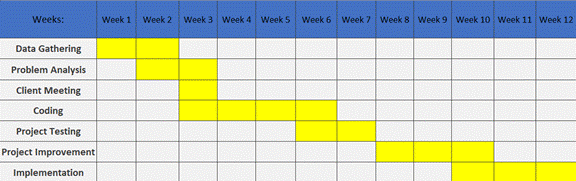 Weeks: Week 1 Week 2 Week 3 Week 4 Week 5 Week 6 Week 7 Week 8 Week 9 Week 10 Week 11 Week 12
Data Gathering
Problem Analysis
Client Meeting
Coding
Project Testing
Project Improvement
Implementation